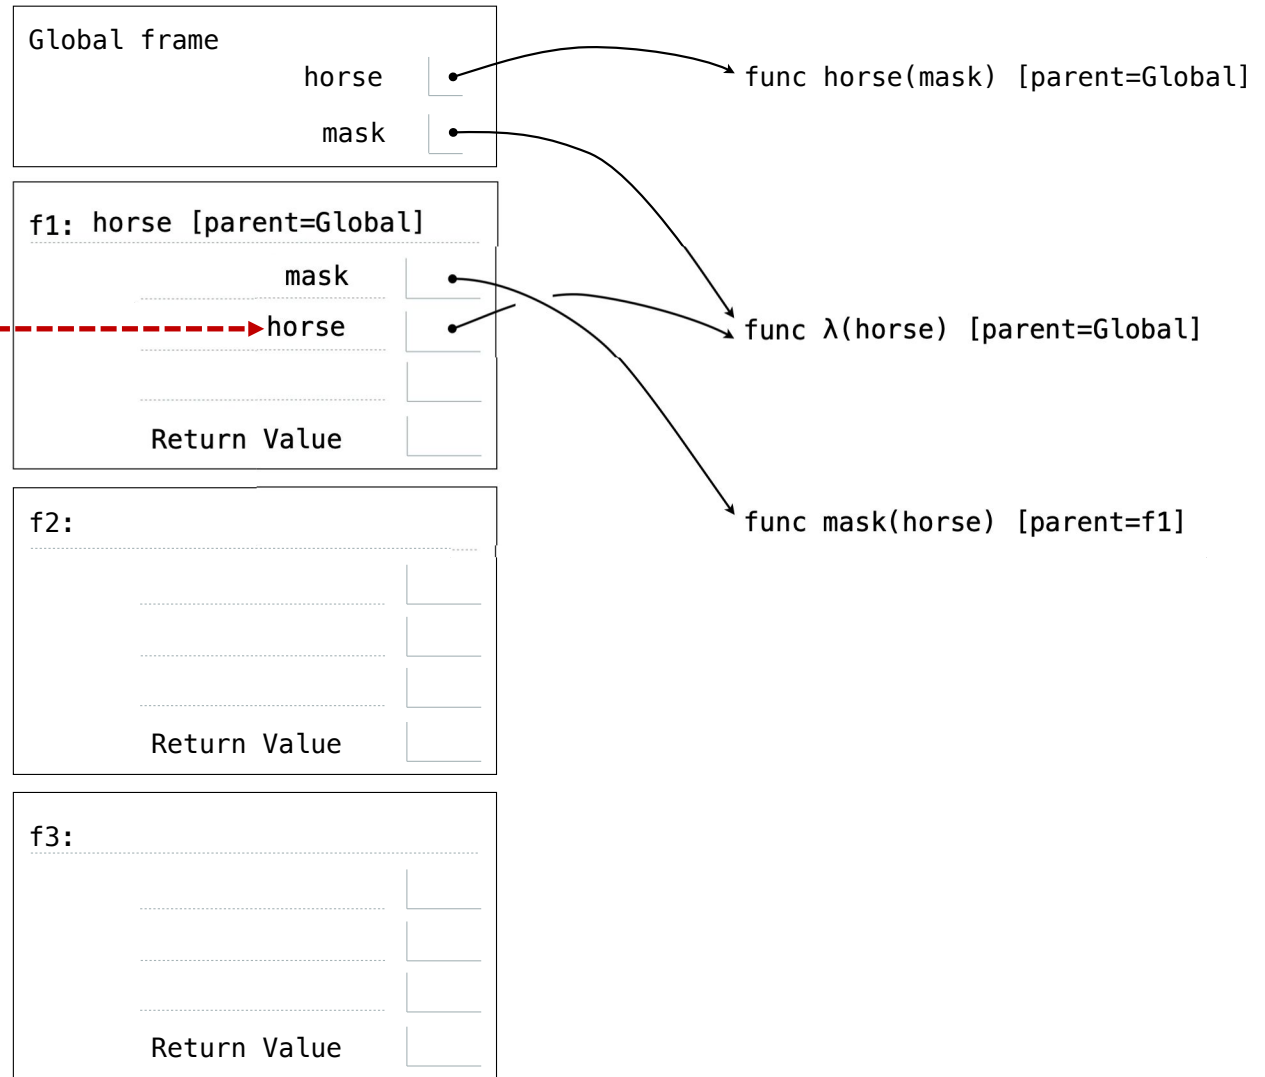 Global frame
horse
func horse(mask) [parent=Global]
mask
f1: horse [parent=Global]
mask
horse
func λ(horse) [parent=Global]
Return Value
f2:
func mask(horse) [parent=f1]
Return Value
f3:
Return Value